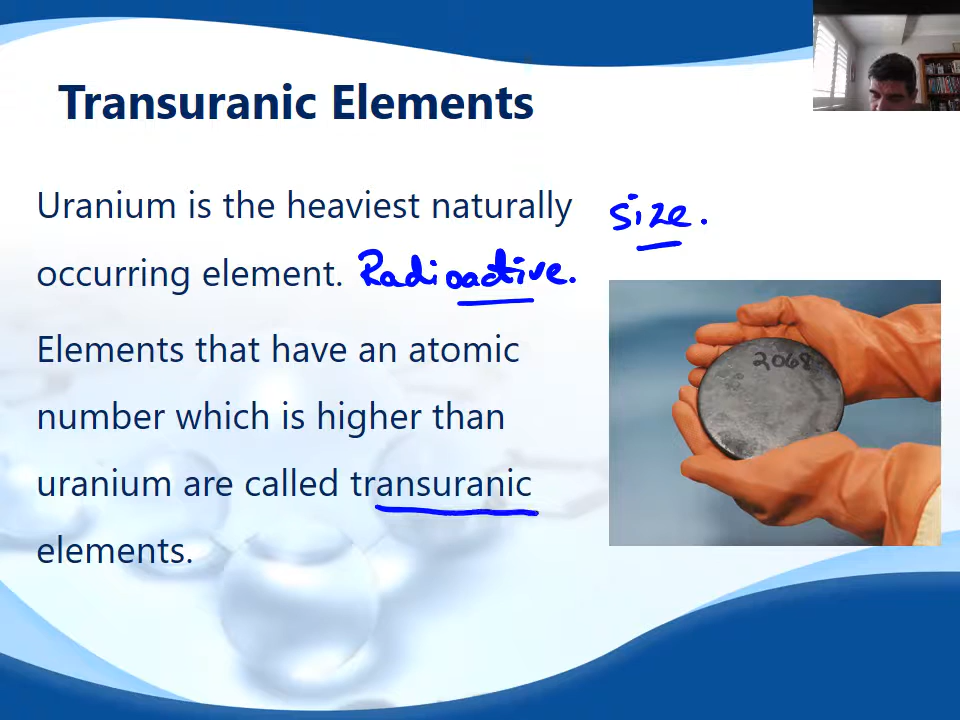 Transuranic Elements
Uranium is the heaviest naturally size.
occurring element. Radioactive.
2068
Elements that have an atomic
number which is higher than
uranium are called transuranic
elements.